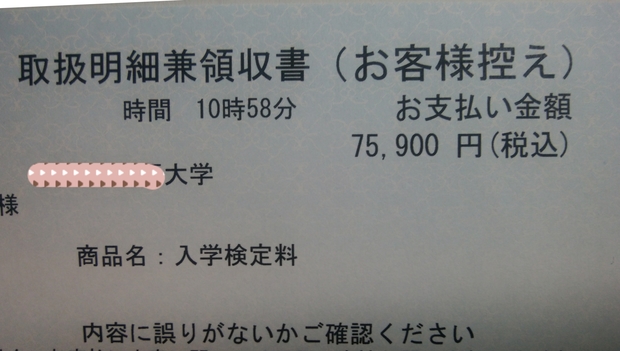 取扱明細兼領収書(お客様控え)
時間 10時58分 お支払い金額
75,900 円(税込)
大学
様
商品名:入学検定料
内容に誤りがないかご確認ください